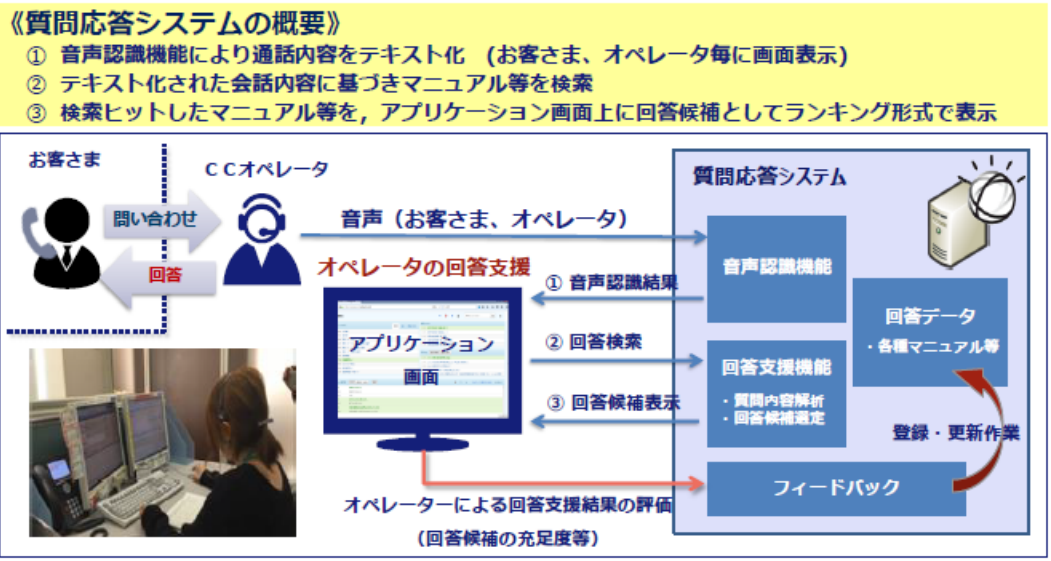 《質問応答システムの概要》
① 音声認識機能により通話内容をテキスト化 (お客さま、オペレータ毎に画面表示)
② テキスト化された会話内容に基づきマニュアル等を検索
③ 検索ヒットしたマニュアル等を，アプリケーション画面上に回答候補としてランキング形式で表示
お客さま
ＣＣオペレータ
質問応答システム
問い合わせ
音声（お客さま、オペレータ）
回答
オペレータの回答支援
音声認識機能
① 音声認識結果
回答データ
・各種マニュアル等
アプリケーション
画面
② 回答検索
回答支援機能
・質問内容解析
・回答候補選定
③ 回答候補表示
登録・更新作業
フィードバック
オペレーターによる回答支援結果の評価
（回答候補の充足度等）